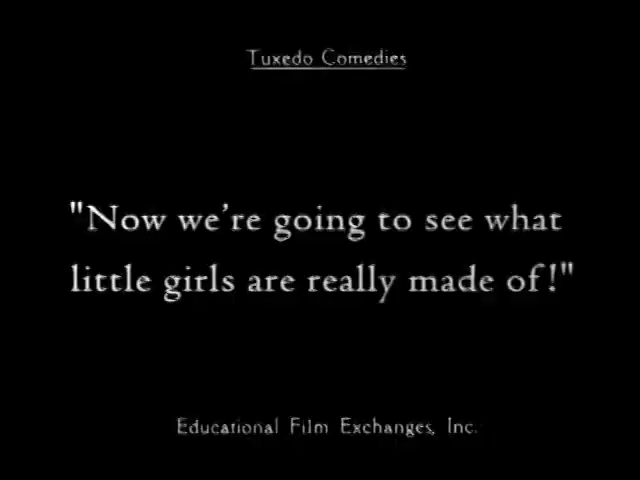 Tuxedo Comedies
"Now we're going to see what
little girls are really made of!"
Educational Film Exchanges, Inc.